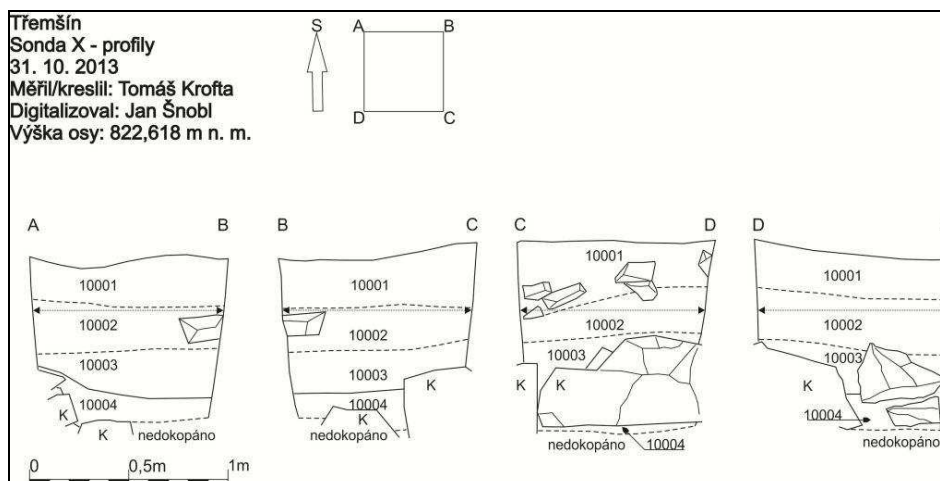 Třemšín
Sonda X - profily
31. 10. 2013
Měřil/kreslil: Tomáš Krofta
Digitalizoval: Jan Šnobl
Výška osy: 822,618 m n. m.
S
A B
D C
A B
10001
10002
10003
10004
K
K
nedokopáno
B C
10001
10002
10003
K
10004
K
nedokopáno
C D
10001
10002
10003
K K
nedokopáno 10004
D
10001
10002
10003
K
10004
nedokopáno
0 0,5m 1m